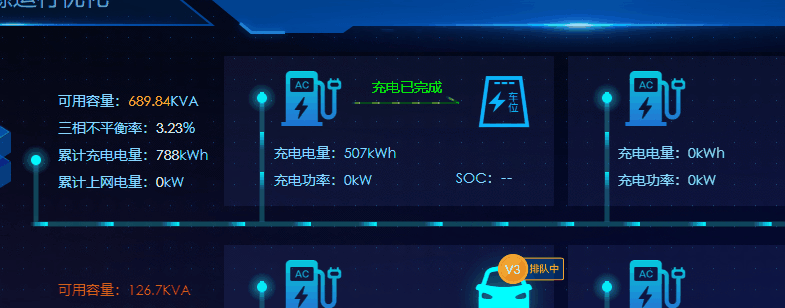 源运行优化
可用容量：689.84KVA
三相不平衡率：3.23%
累计充电电量：788kWh
累计上网电量：0kW
AC
充电已完成
车位
充电电量：507kWh
充电功率：0kW
SOC：--
AC
充电电量：0kWh
充电功率：0kW
可用容量：126.7KVA
AC
V3
排队中
AC